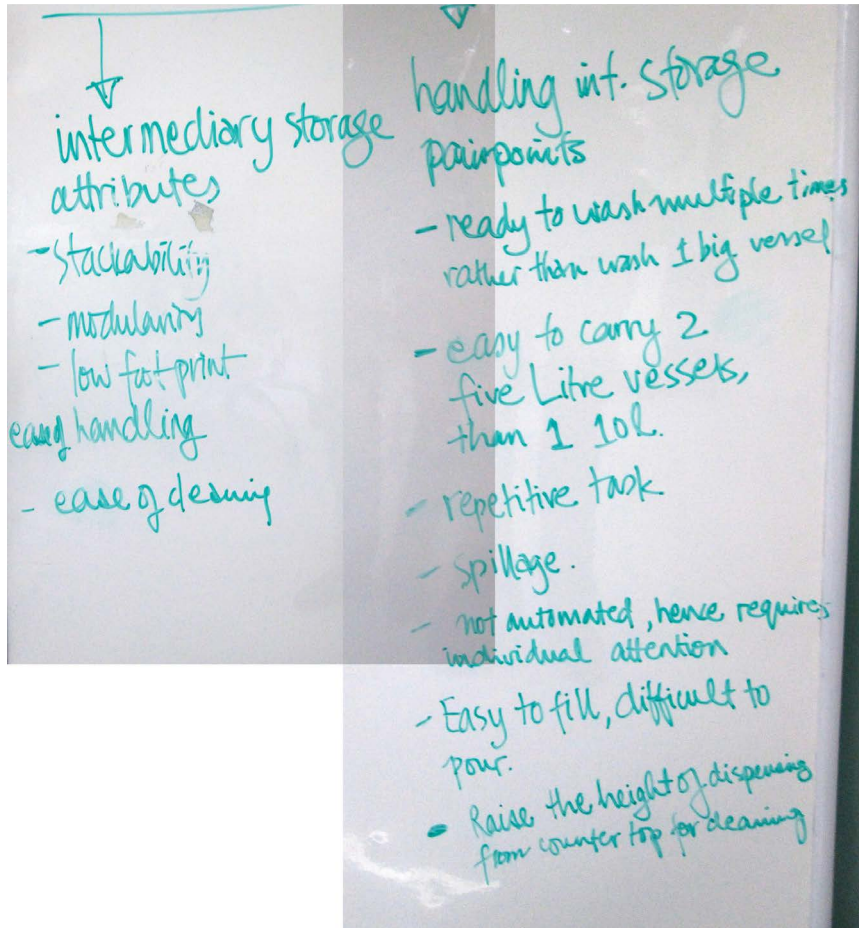 intermediary storage
attributes
- stackability
- modularity
- low footprint
easy handling
- ease of cleaning
handling int. storage
painpoints
- ready to wash multiple times
rather than wash 1 big vessel
- easy to carry 2
five Litre vessels,
than 1 10l.
- repetitive task
- spillage.
- not automated, hence requires
individual attention
- Easy to fill, difficult to
pour.
- Raise the height of dispensing
from counter top for cleaning